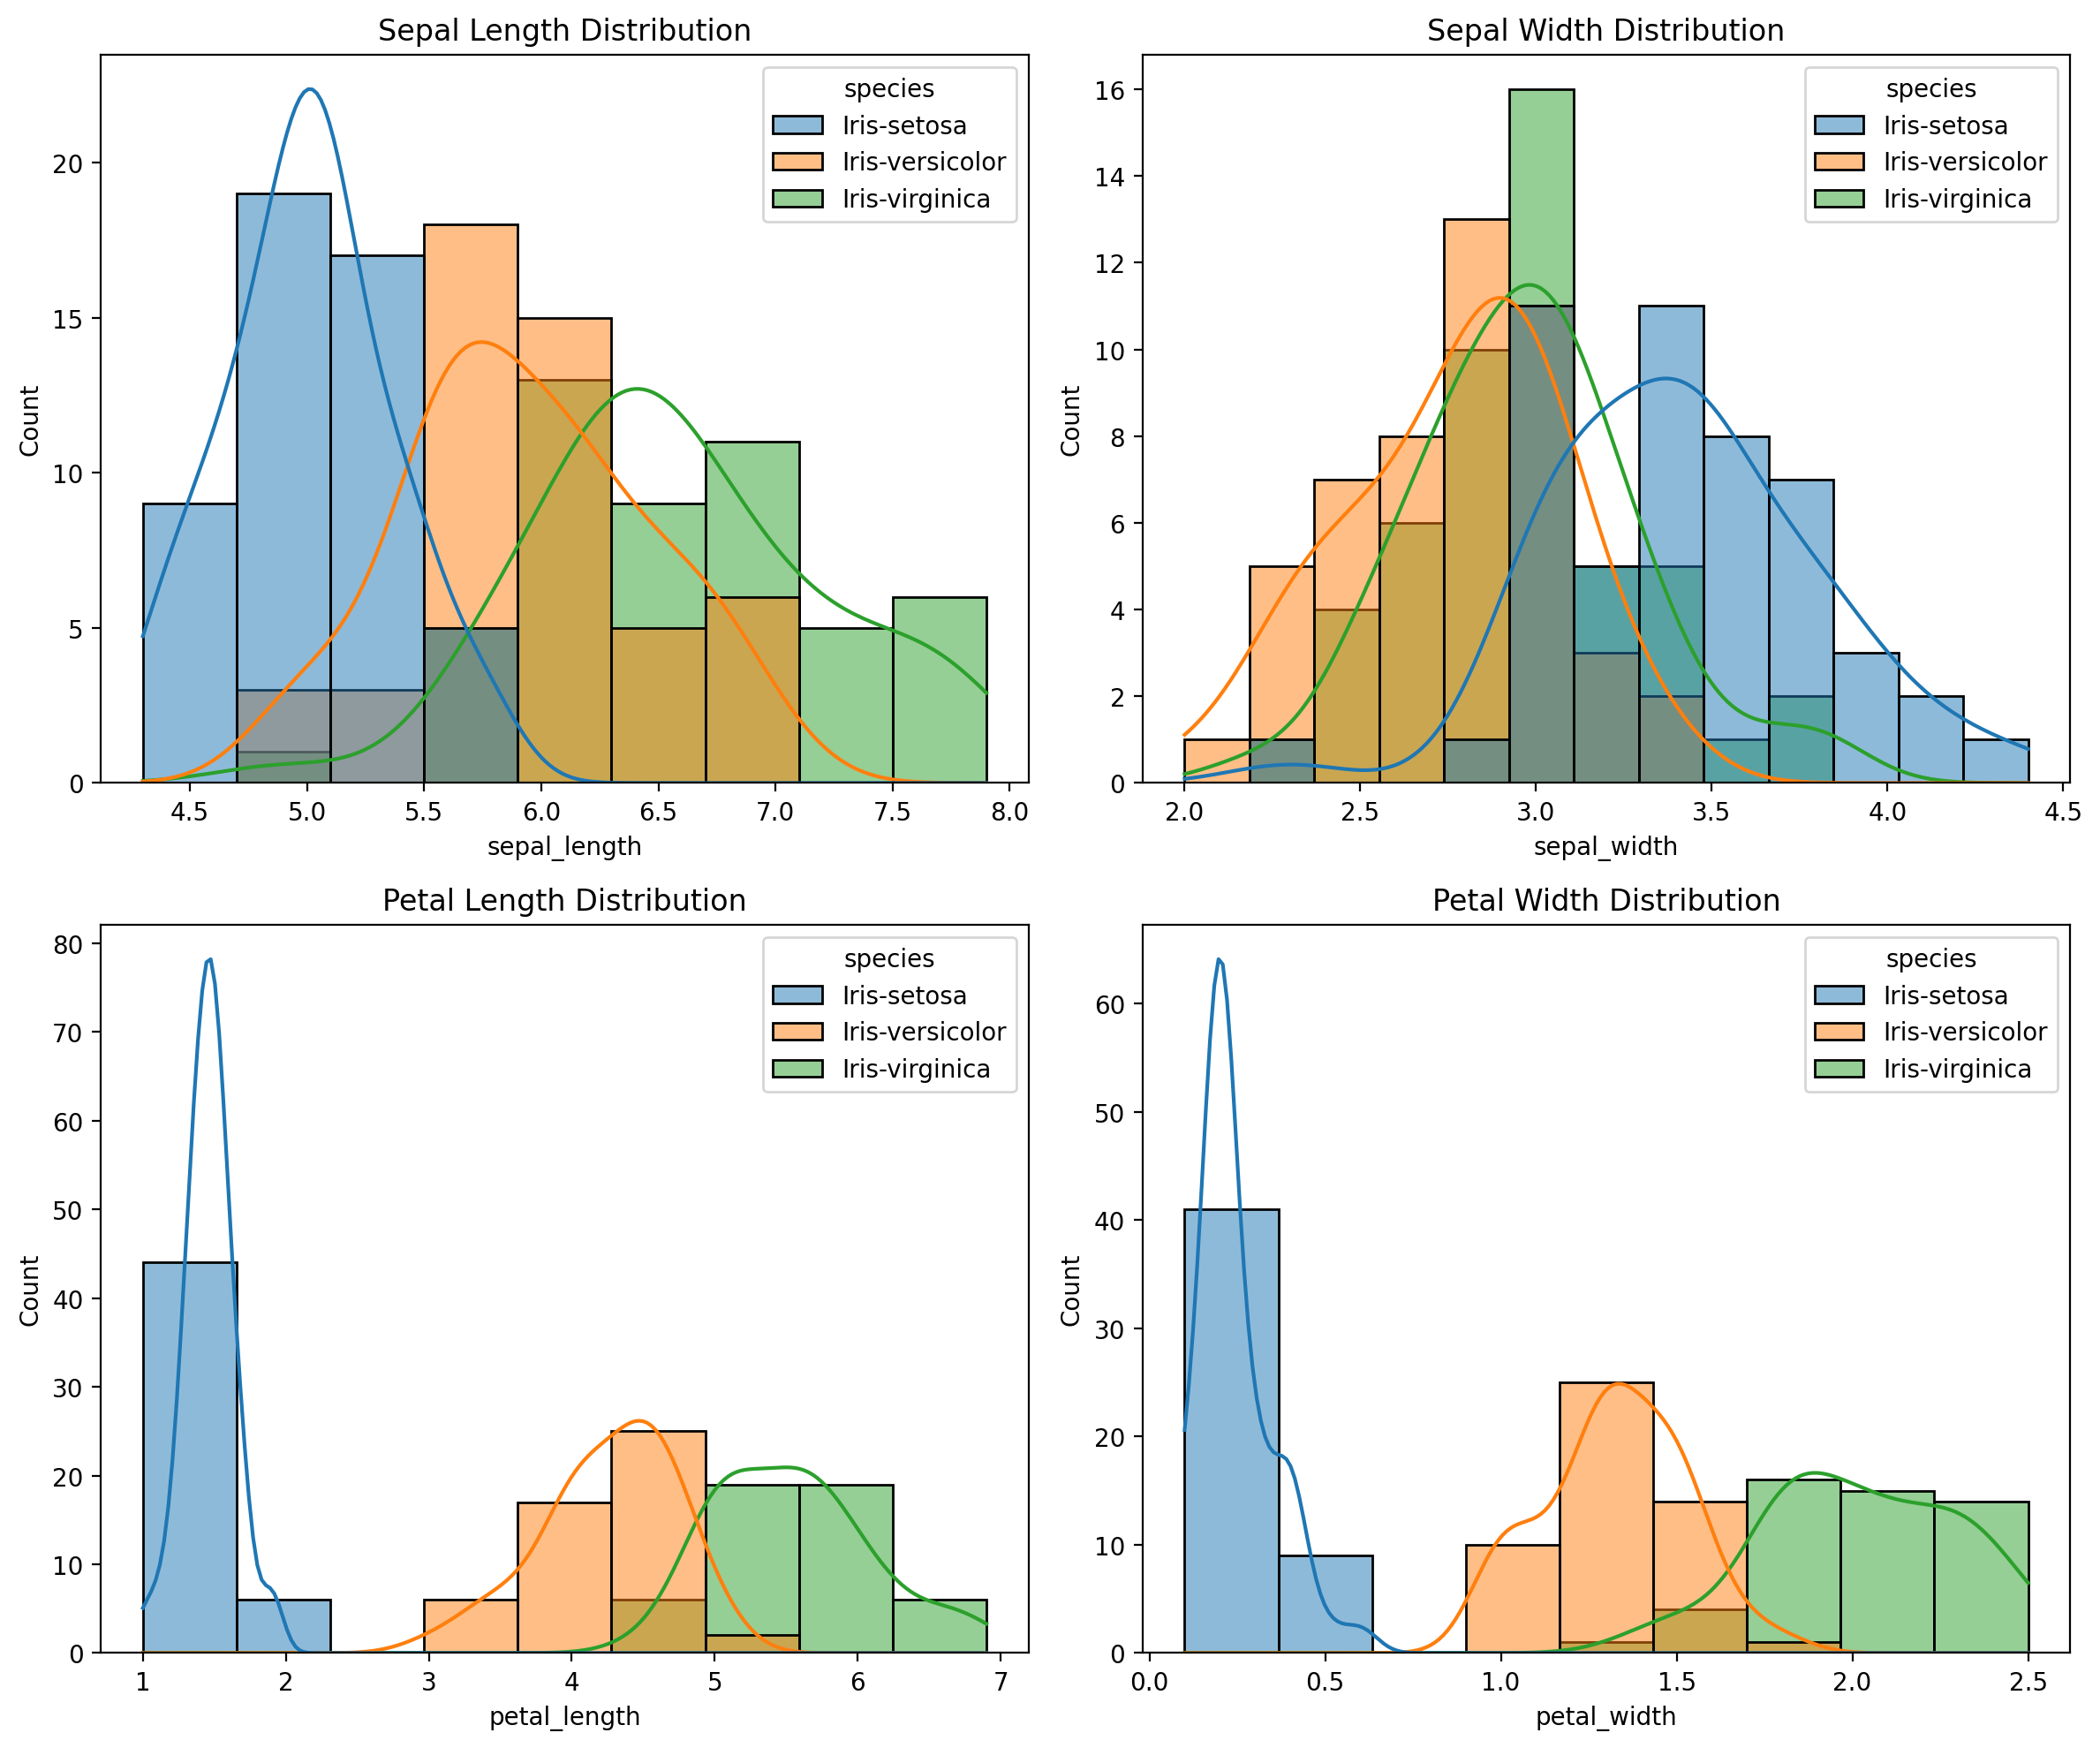 Sepal Length Distribution
Count
20
15
10
5
0
species
Iris-setosa
Iris-versicolor
Iris-virginica
4.5 5.0 5.5 6.0 6.5 7.0 7.5 8.0
sepal_length
Sepal Width Distribution
Count
16
14
12
10
8
6
4
2
0
species
Iris-setosa
Iris-versicolor
Iris-virginica
2.0 2.5 3.0 3.5 4.0 4.5
sepal_width
Petal Length Distribution
Count
80
70
60
50
40
30
20
10
0
species
Iris-setosa
Iris-versicolor
Iris-virginica
1 2 3 4 5 6 7
petal_length
Petal Width Distribution
Count
60
50
40
30
20
10
0
species
Iris-setosa
Iris-versicolor
Iris-virginica
0.0 0.5 1.0 1.5 2.0 2.5
petal_width